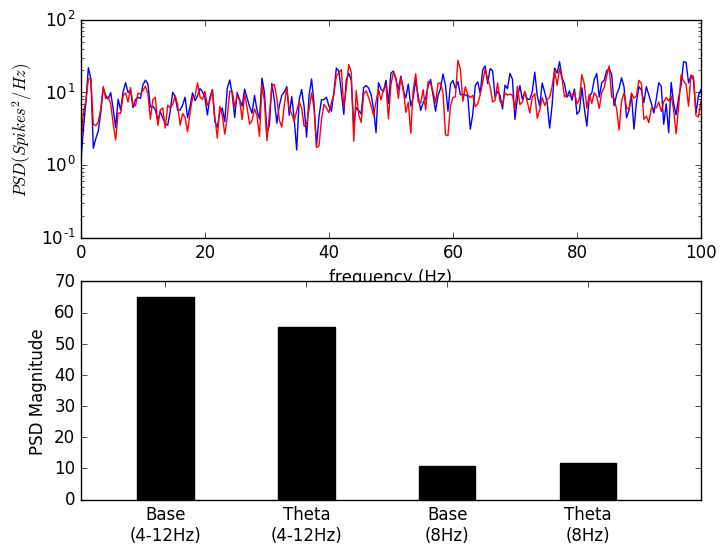 10^2
10^1
10^0
10^-1
PSD(Spikes^2/Hz)
0 20 40 60 80 100
frequency (Hz)
70
60
50
40
30
20
10
0
PSD Magnitude
Base Theta Base Theta
(4-12Hz) (4-12Hz) (8Hz) (8Hz)